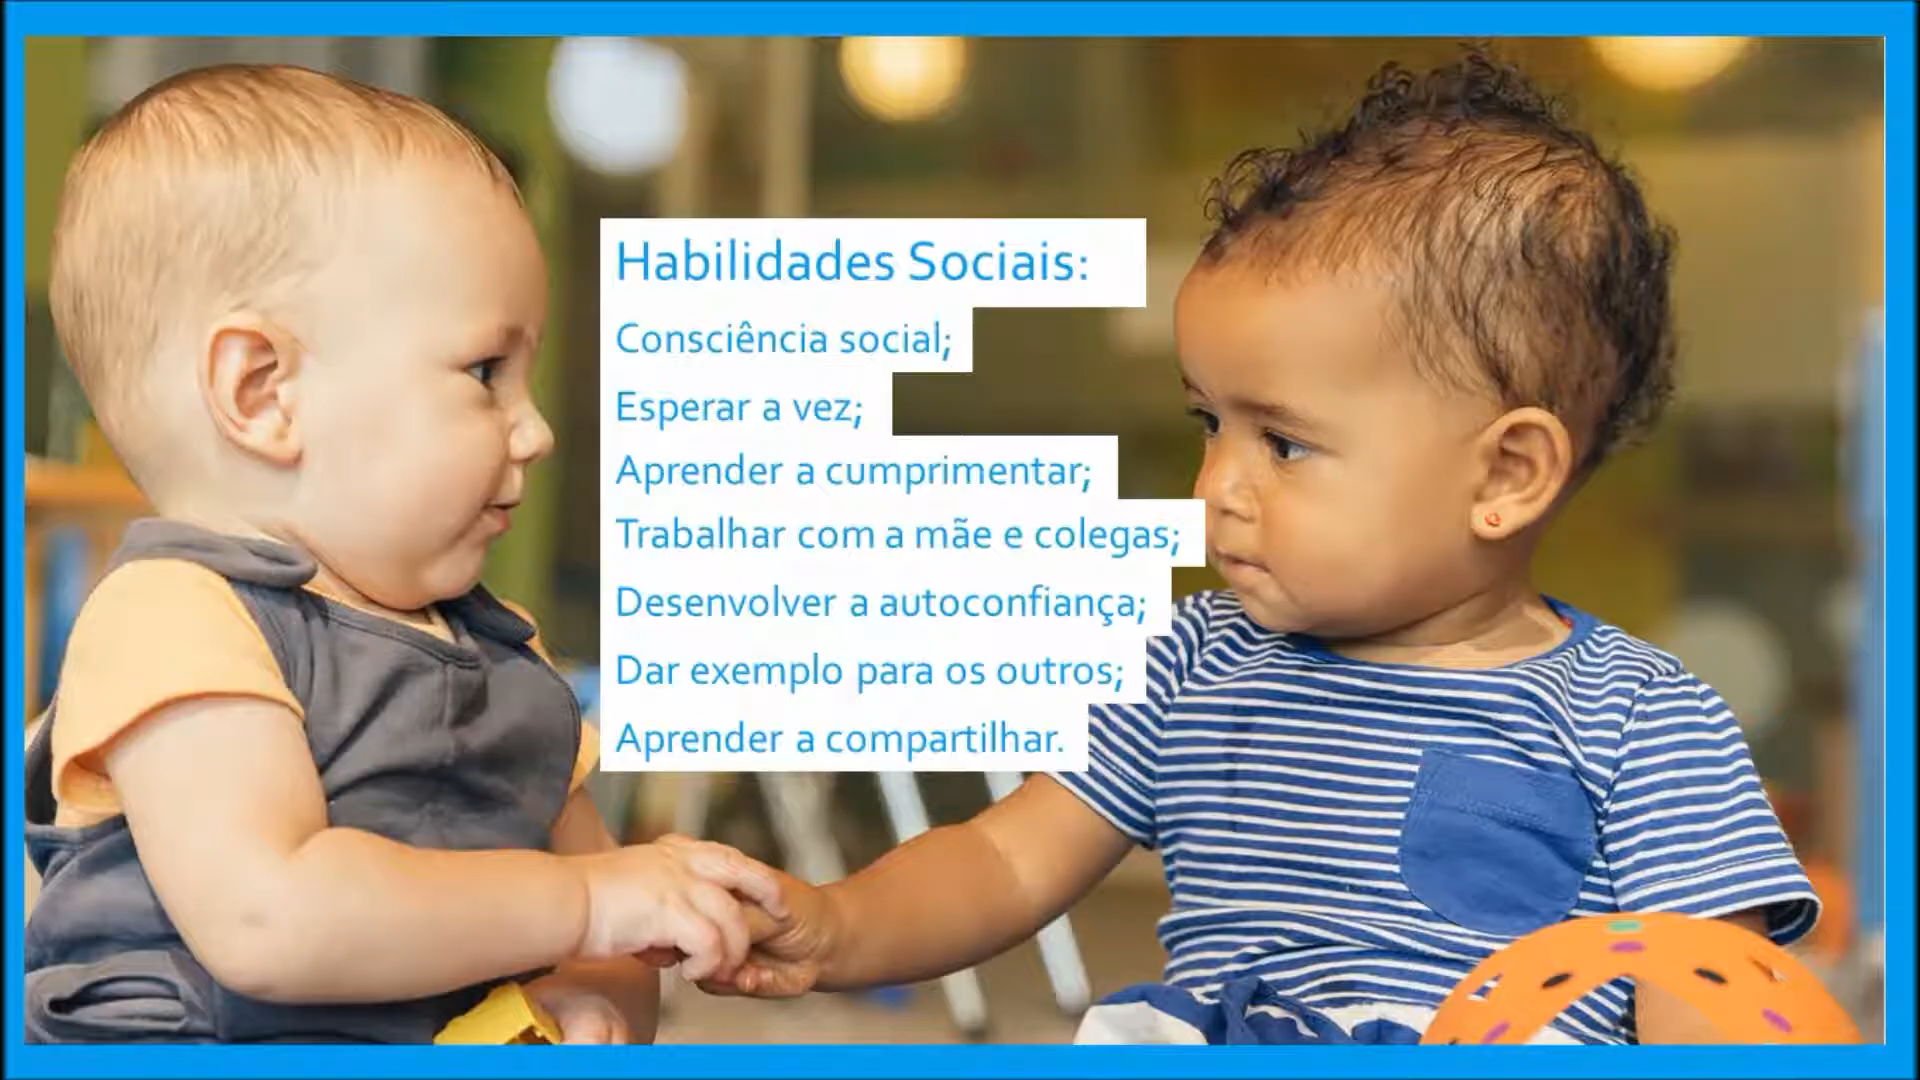 Habilidades Sociais:
Consciência social;
Esperar a vez;
Aprender a cumprimentar;
Trabalhar com a mãe e colegas;
Desenvolver a autoconfiança;
Dar exemplo para os outros;
Aprender a compartilhar.